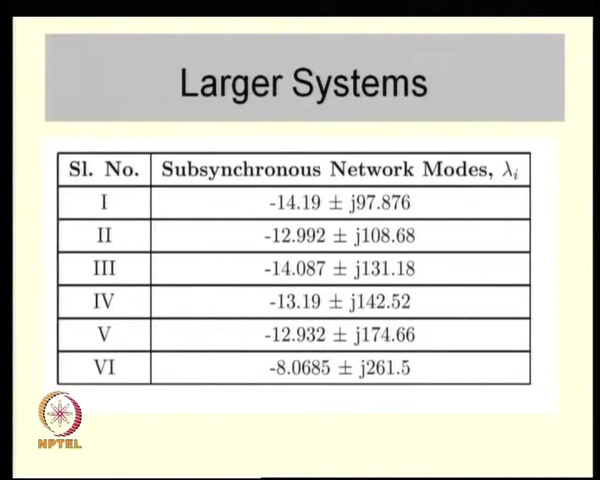 Larger Systems
Sl. No. Subsynchronous Network Modes, λi
I -14.19 ± j97.876
II -12.992 ± j108.68
III -14.087 ± j131.18
IV -13.19 ± j142.52
V -12.932 ± j174.66
VI -8.0685 ± j261.5
NPTEL